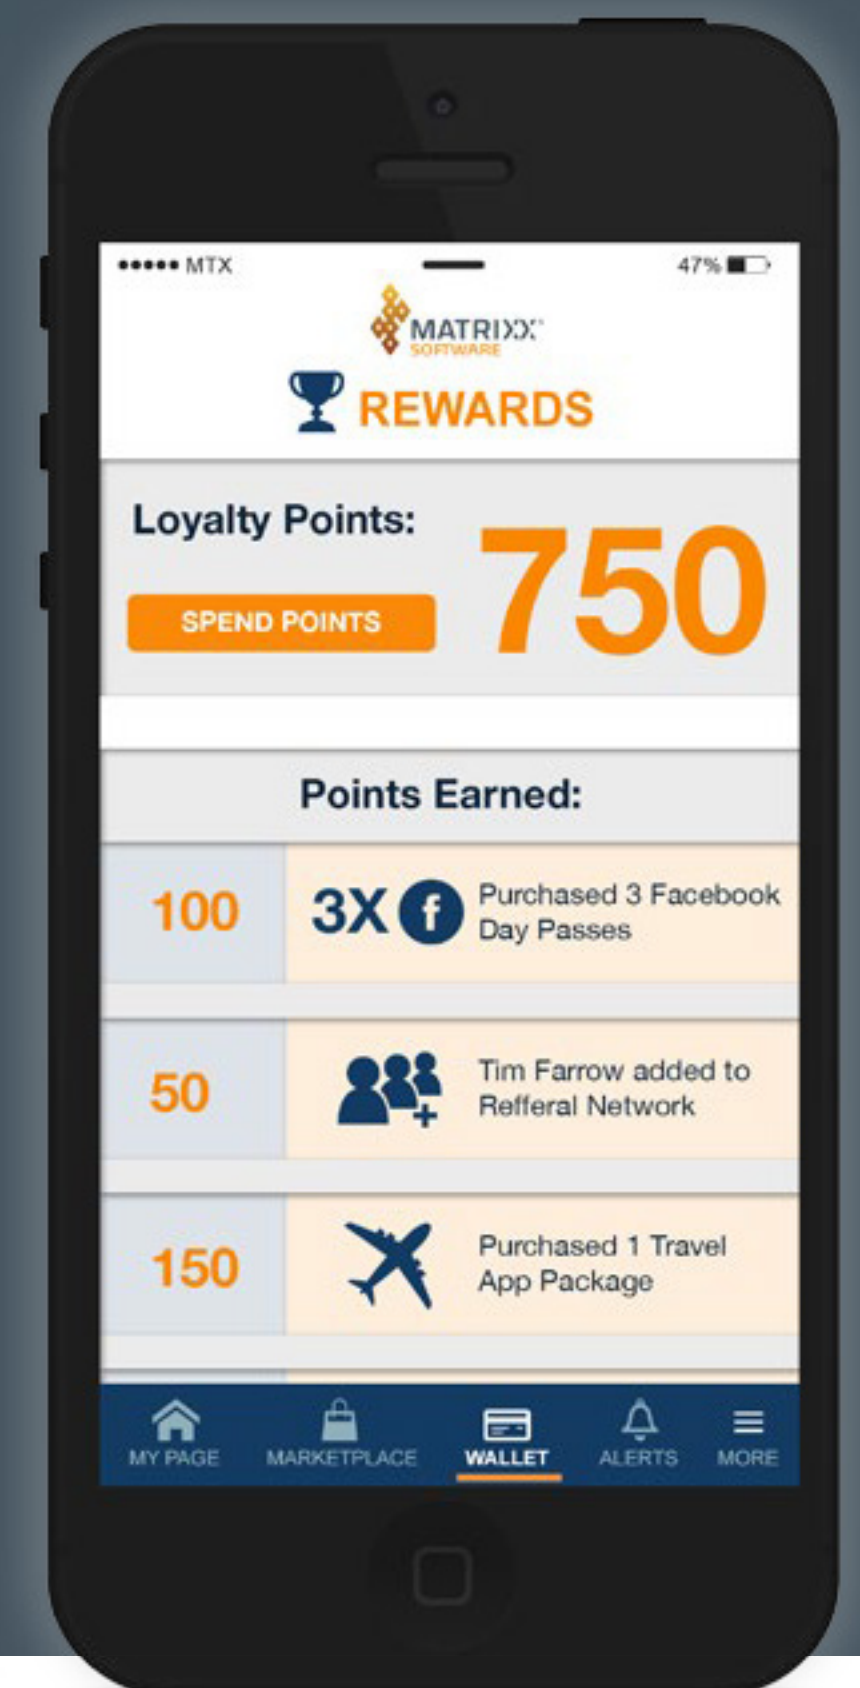 MTX
47%
MATRIXX
SOFTWARE
REWARDS
Loyalty Points:
750
SPEND POINTS
Points Earned:
100
3X f
Purchased 3 Facebook
Day Passes
50
Tim Farrow added to
Refferal Network
150
Purchased 1 Travel
App Package
MY PAGE
MARKETPLACE
WALLET
ALERTS
MORE